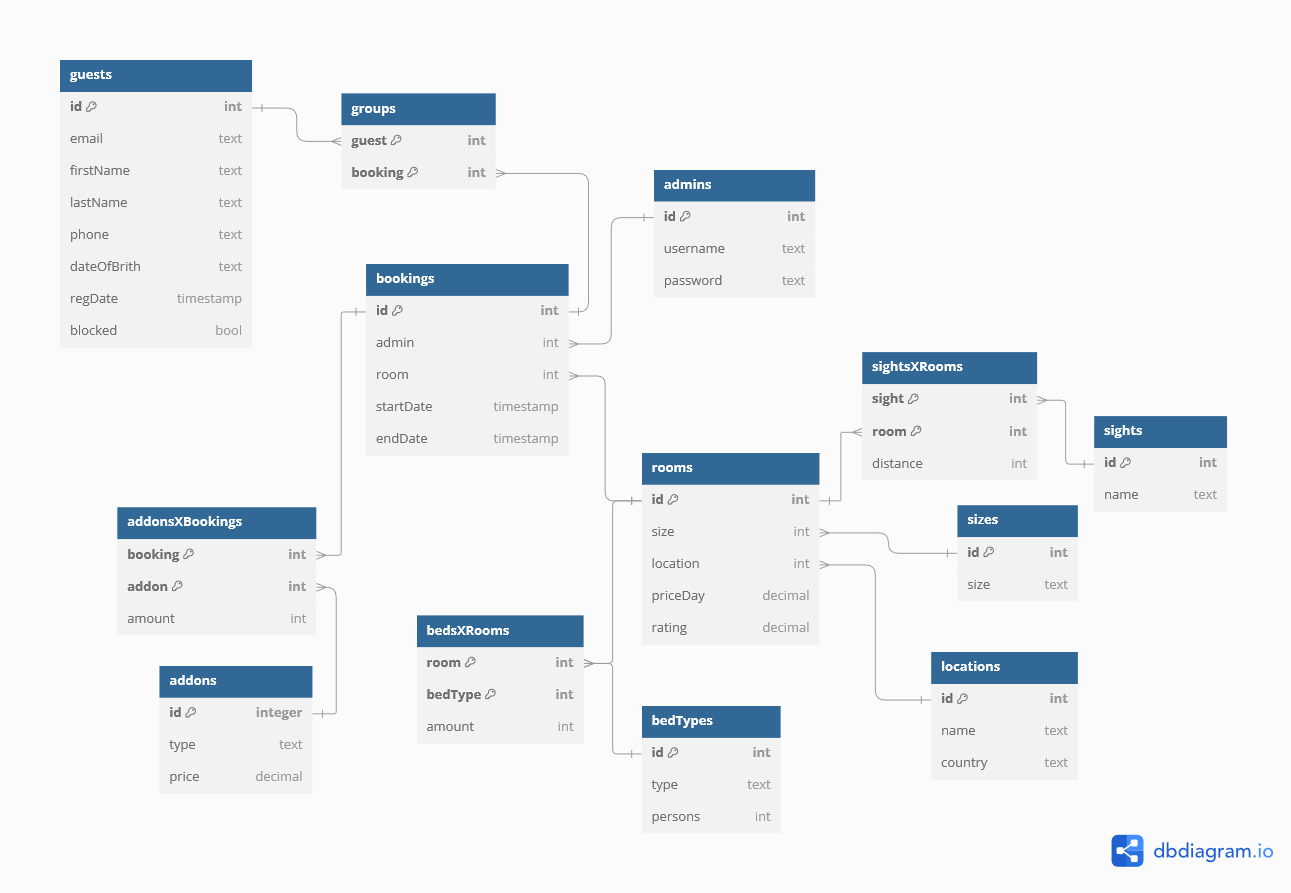 guests
id int
email text
firstName text
lastName text
phone text
dateOfBrith text
regDate timestamp
blocked bool
groups
guest int
booking int
admins
id int
username text
password text
bookings
id int
admin int
room int
startDate timestamp
endDate timestamp
sightsXRooms
sight int
room int
distance int
sights
id int
name text
rooms
id int
size int
location int
priceDay decimal
rating decimal
sizes
id int
size text
addonsXBookings
booking int
addon int
amount int
bedsXRooms
room int
bedType int
amount int
locations
id int
name text
country text
addons
id integer
type text
price decimal
bedTypes
id int
type text
persons int
dbdiagram.io